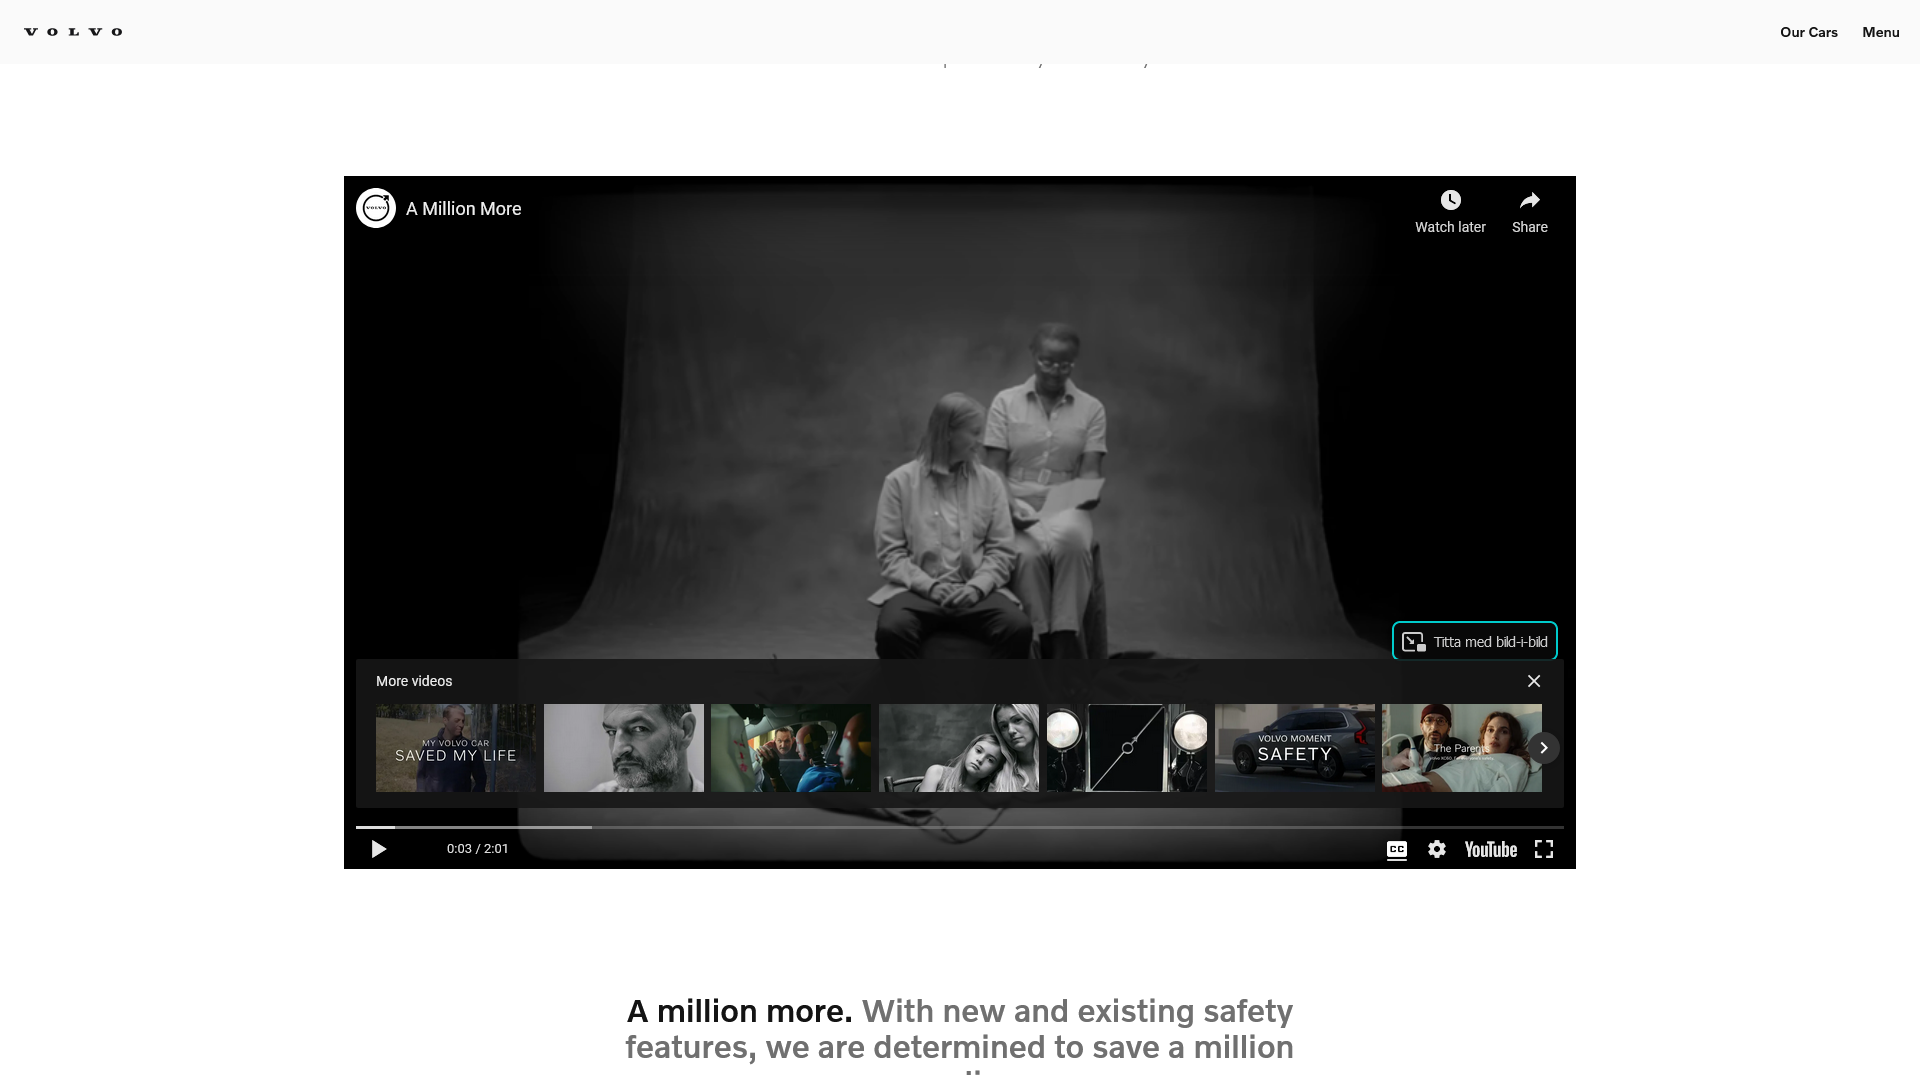 VOLVO
Our Cars
Menu
A Million More
Watch later
Share
Titta med bild-i-bild
More videos
MY VOLVO CAR
SAVED MY LIFE
VOLVO MOMENT
SAFETY
The Parents
0:03 / 2:01
CC
YouTube
A million more. With new and existing safety
features, we are determined to save a million